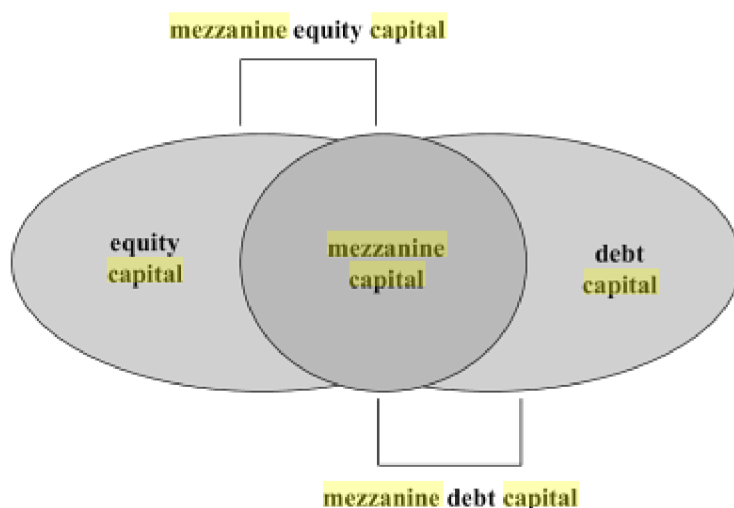 mezzanine equity capital
equity
capital
mezzanine
capital
debt
capital
mezzanine debt capital